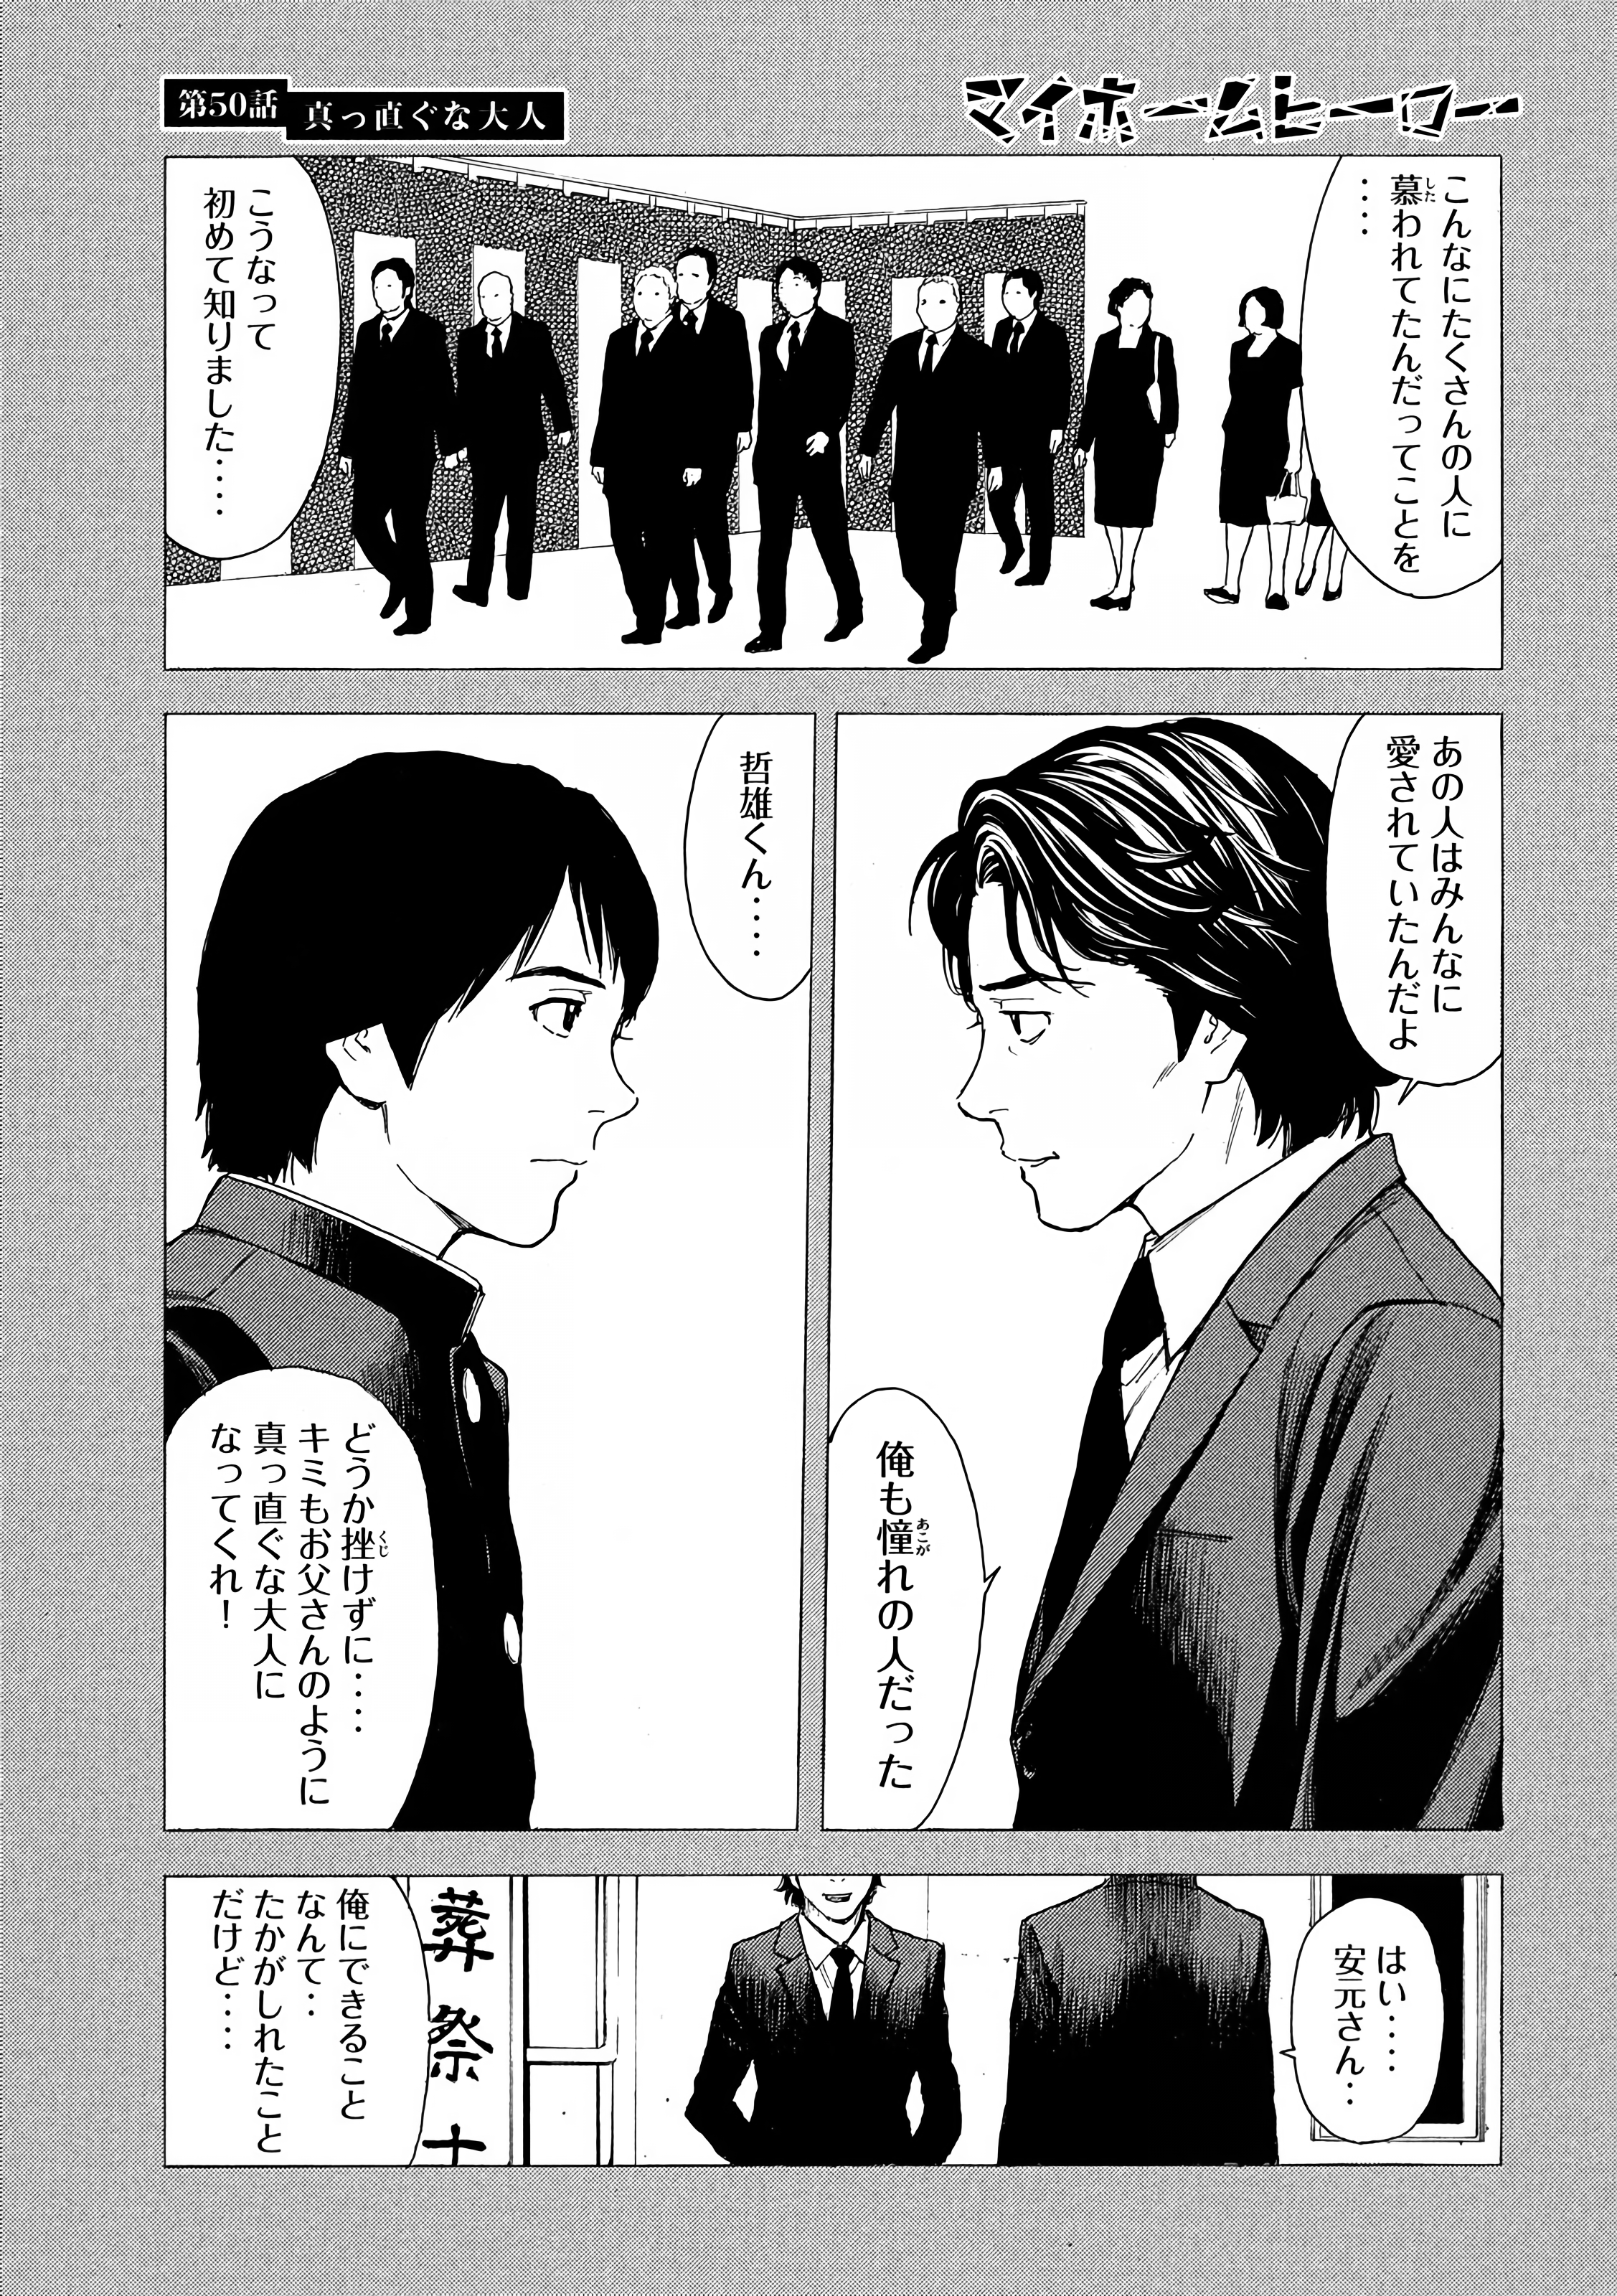 マイホームヒーロー
第50話
真っ直ぐな大人
こんなにたくさんの人に
慕われてたんだってことを
‥‥
こうなって
初めて知りました‥‥
あの人はみんなに
愛されていたんだよ
俺も憧れの人だった
哲雄くん‥‥
どうか挫けずに‥‥
キミもお父さんのように
真っ直ぐな大人に
なってくれ！
はい‥‥
安元さん‥
葬祭
俺にできること
なんて‥
たかがしれたこと
だけど‥‥